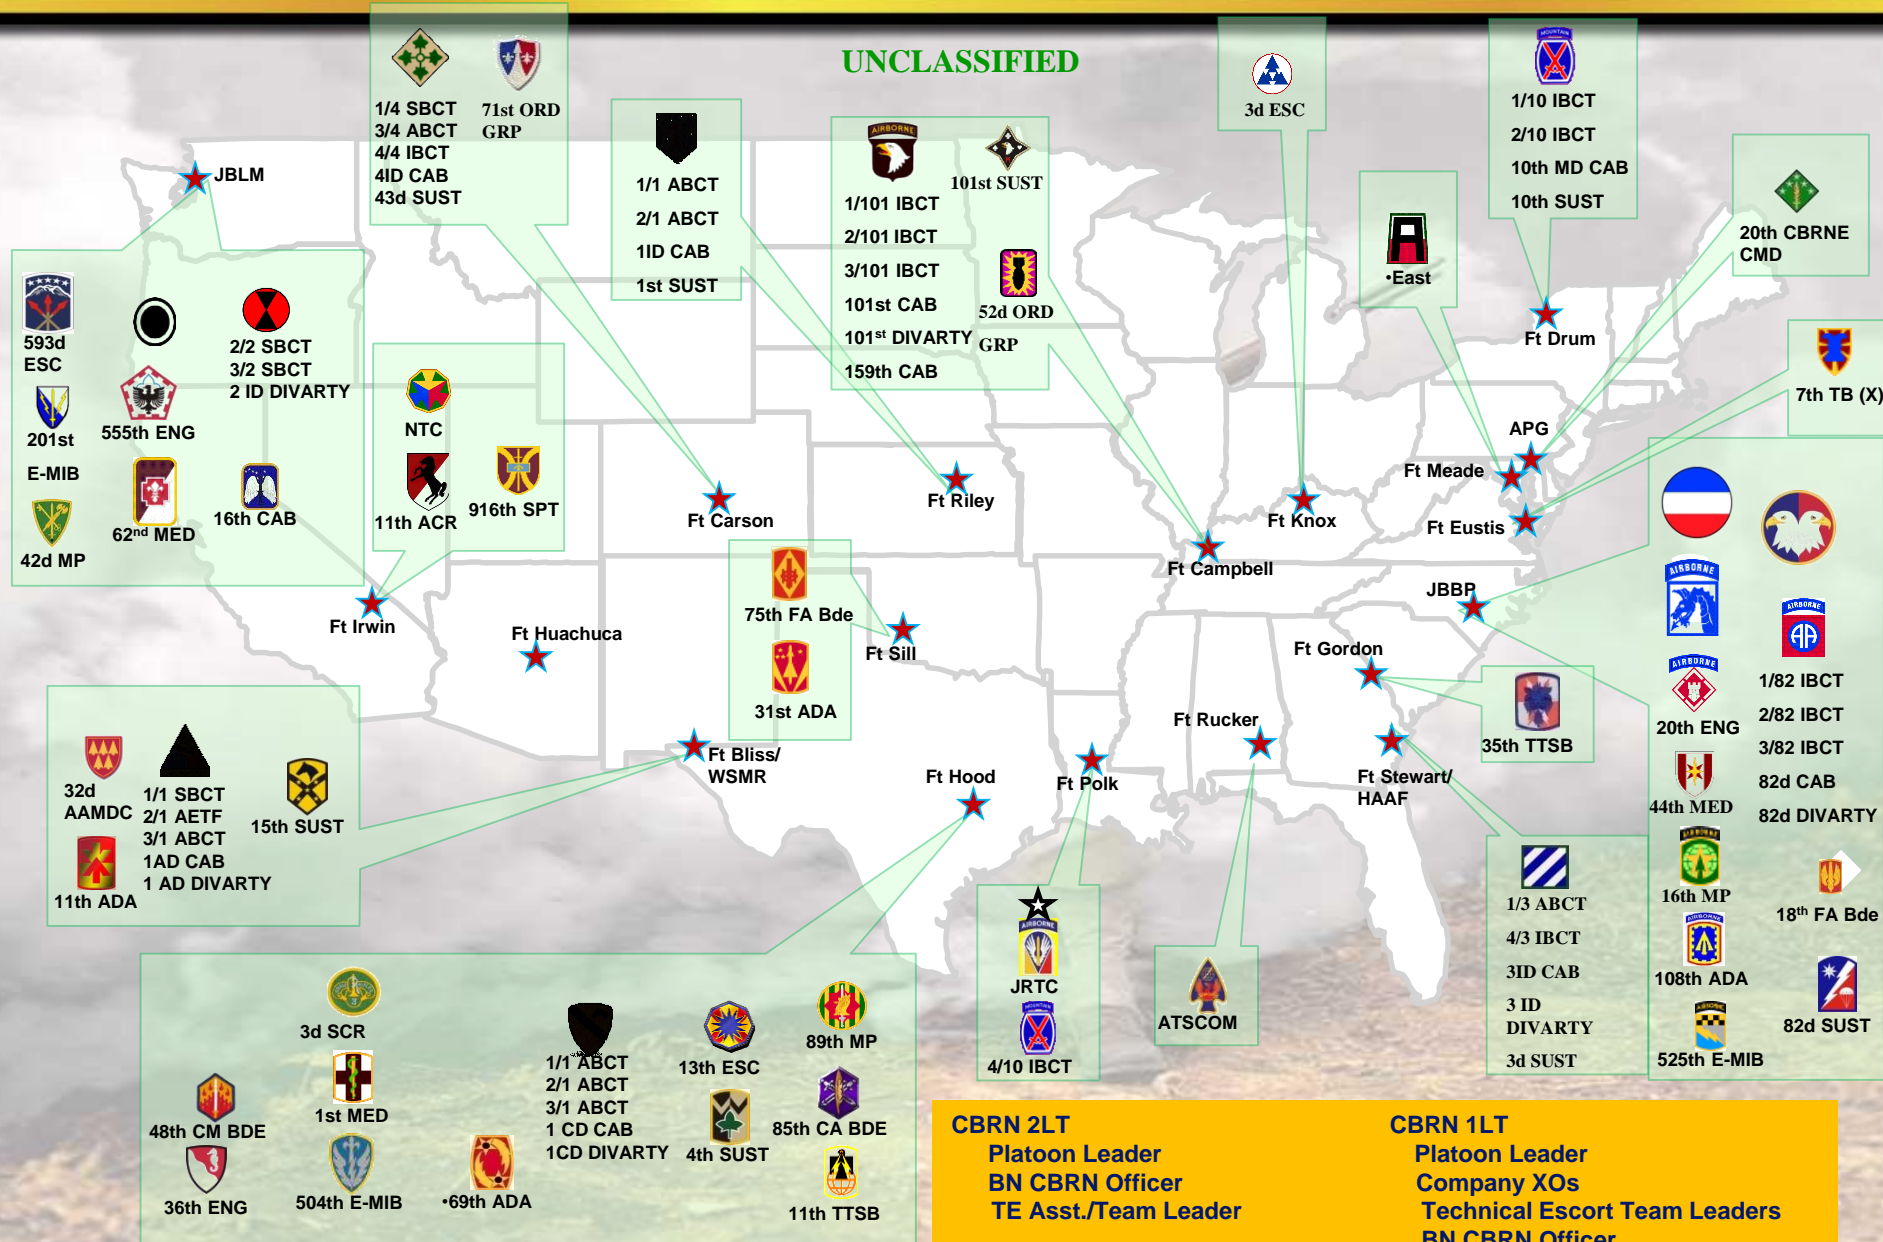 UNCLASSIFIED
1/4 SBCT
3/4 ABCT
4/4 IBCT
4ID CAB
43d SUST
71st ORD
GRP
1/1 ABCT
2/1 ABCT
1ID CAB
1st SUST
AIRBORNE
1/101 IBCT
2/101 IBCT
3/101 IBCT
101st CAB
101st DIVARTY
159th CAB
101st SUST
52d ORD
GRP
3d ESC
MOUNTAIN
1/10 IBCT
2/10 IBCT
10th MD CAB
10th SUST
•East
20th CBRNE
CMD
7th TB (X)
JBLM
593d
ESC
201st
E-MIB
42d MP
555th ENG
62nd MED
2/2 SBCT
3/2 SBCT
2 ID DIVARTY
16th CAB
NTC
11th ACR
916th SPT
Ft Irwin
Ft Huachuca
Ft Carson
Ft Riley
75th FA Bde
31st ADA
Ft Sill
Ft Knox
Ft Campbell
Ft Drum
APG
Ft Meade
Ft Eustis
JBBP
Ft Gordon
35th TTSB
Ft Rucker
Ft Stewart/
HAAF
Ft Polk
Ft Hood
Ft Bliss/
WSMR
32d
AAMDC
11th ADA
1/1 SBCT
2/1 AETF
3/1 ABCT
1AD CAB
1 AD DIVARTY
15th SUST
3d SCR
1st MED
48th CM BDE
36th ENG
504th E-MIB
•69th ADA
1/1 ABCT
2/1 ABCT
3/1 ABCT
1 CD CAB
1CD DIVARTY
13th ESC
4th SUST
89th MP
85th CA BDE
11th TTSB
AIRBORNE
JRTC
MOUNTAIN
4/10 IBCT
ATSCOM
1/3 ABCT
4/3 IBCT
3ID CAB
3 ID
DIVARTY
3d SUST
AIRBORNE
AIRBORNE
20th ENG
44th MED
AIRBORNE
16th MP
AIRBORNE
108th ADA
AIRBORNE
525th E-MIB
AIRBORNE
AA
1/82 IBCT
2/82 IBCT
3/82 IBCT
82d CAB
82d DIVARTY
18th FA Bde
82d SUST
CBRN 2LT
Platoon Leader
BN CBRN Officer
TE Asst./Team Leader
CBRN 1LT
Platoon Leader
Company XOs
Technical Escort Team Leaders
BN CBRN Officer